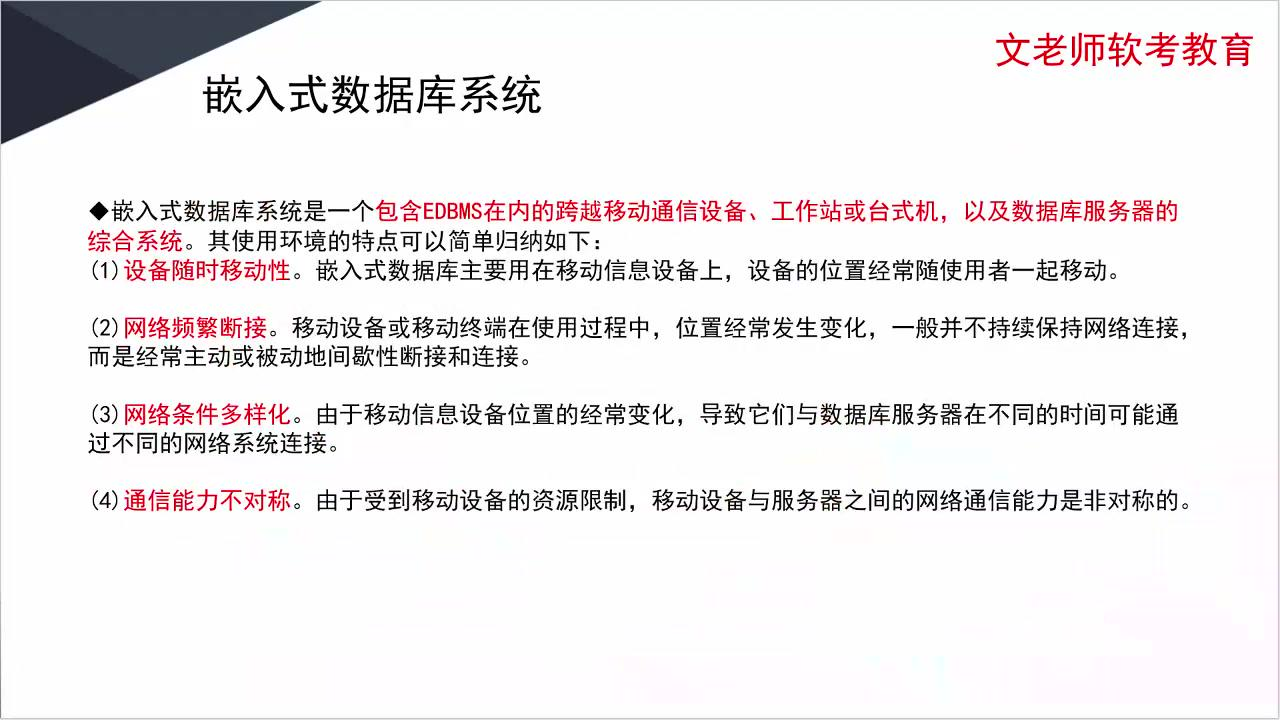 文老师软考教育
嵌入式数据库系统
◆嵌入式数据库系统是一个包含EDBMS在内的跨越移动通信设备、工作站或台式机，以及数据库服务器的
综合系统。其使用环境的特点可以简单归纳如下：
(1)设备随时移动性。嵌入式数据库主要用在移动信息设备上，设备的位置经常随使用者一起移动。
(2)网络频繁断接。移动设备或移动终端在使用过程中，位置经常发生变化，一般并不持续保持网络连接，
而是经常主动或被动地间歇性断接和连接。
(3)网络条件多样化。由于移动信息设备位置的经常变化，导致它们与数据库服务器在不同的时间可能通
过不同的网络系统连接。
(4)通信能力不对称。由于受到移动设备的资源限制，移动设备与服务器之间的网络通信能力是非对称的。